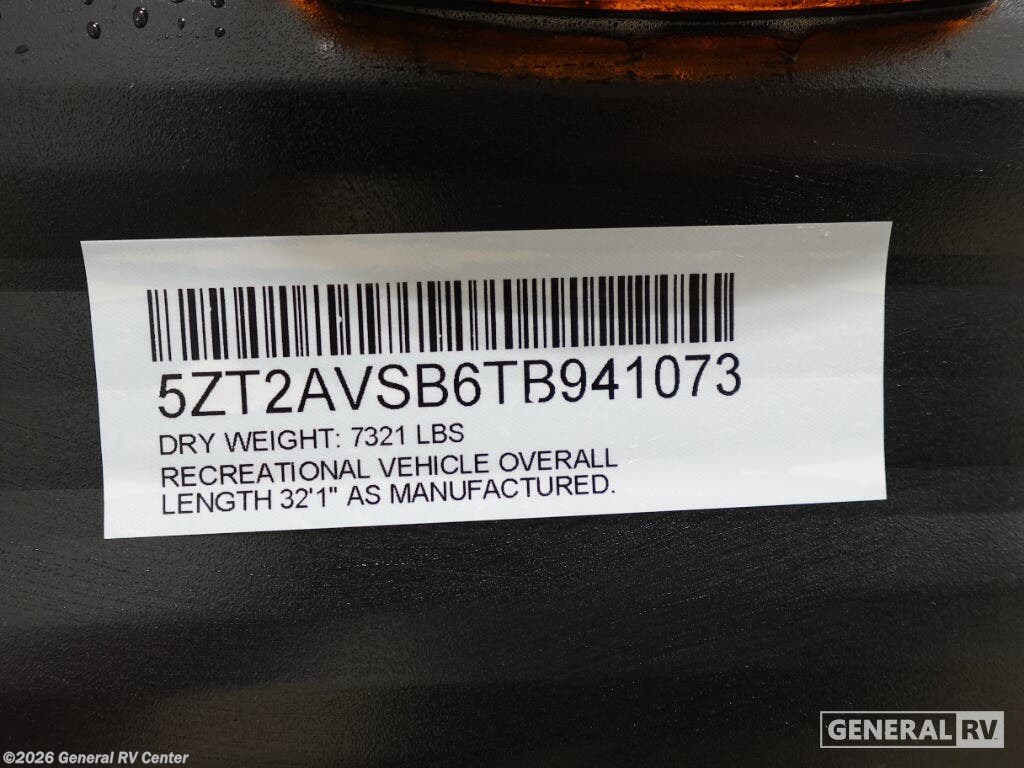 5ZT2AVSB6TB941073
DRY WEIGHT: 7321 LBS
RECREATIONAL VEHICLE OVERALL
LENGTH 32'1" AS MANUFACTURED.
GENERAL RV
©2026 General RV Center